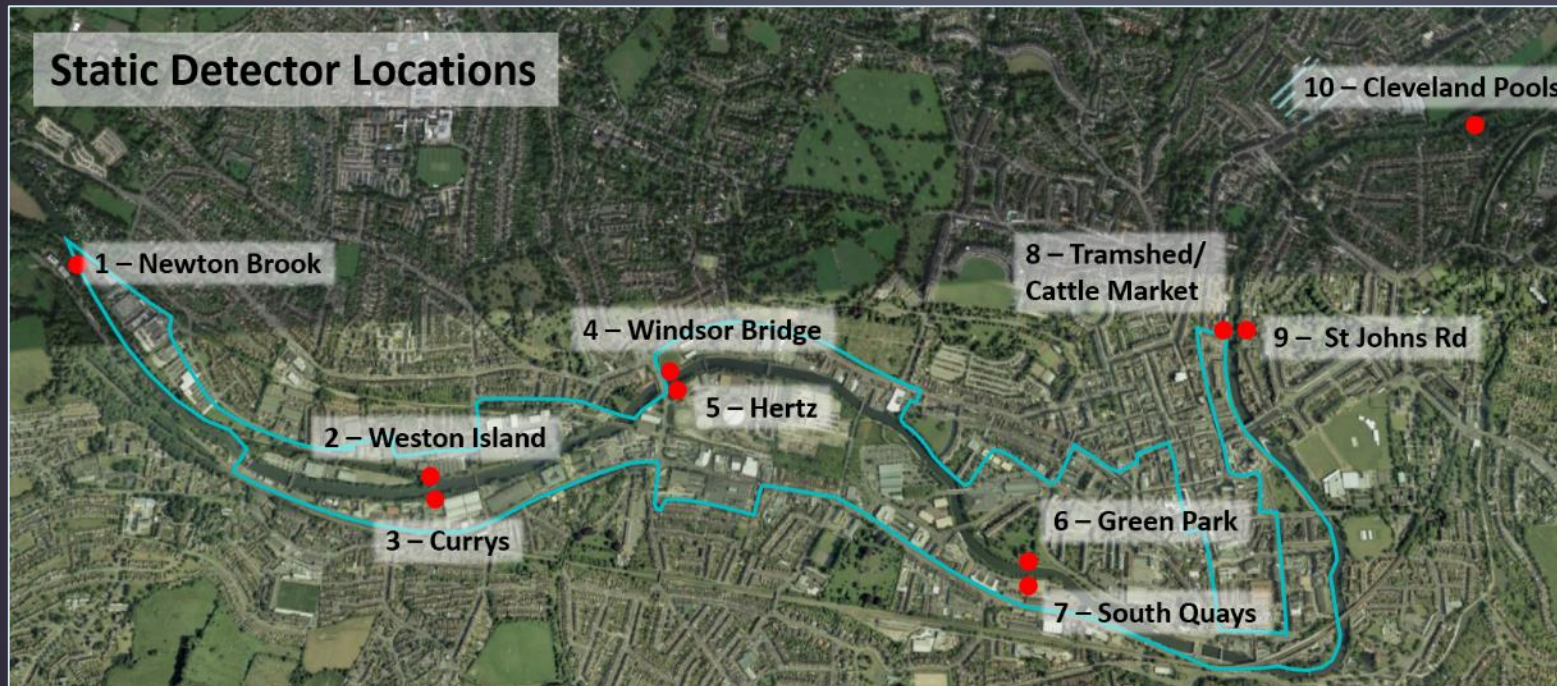 Static Detector Locations
10 – Cleveland Pools
1 – Newton Brook
8 – Tramshed/
Cattle Market
4 – Windsor Bridge
9 – St Johns Rd
5 – Hertz
2 – Weston Island
6 – Green Park
3 – Currys
7 – South Quays